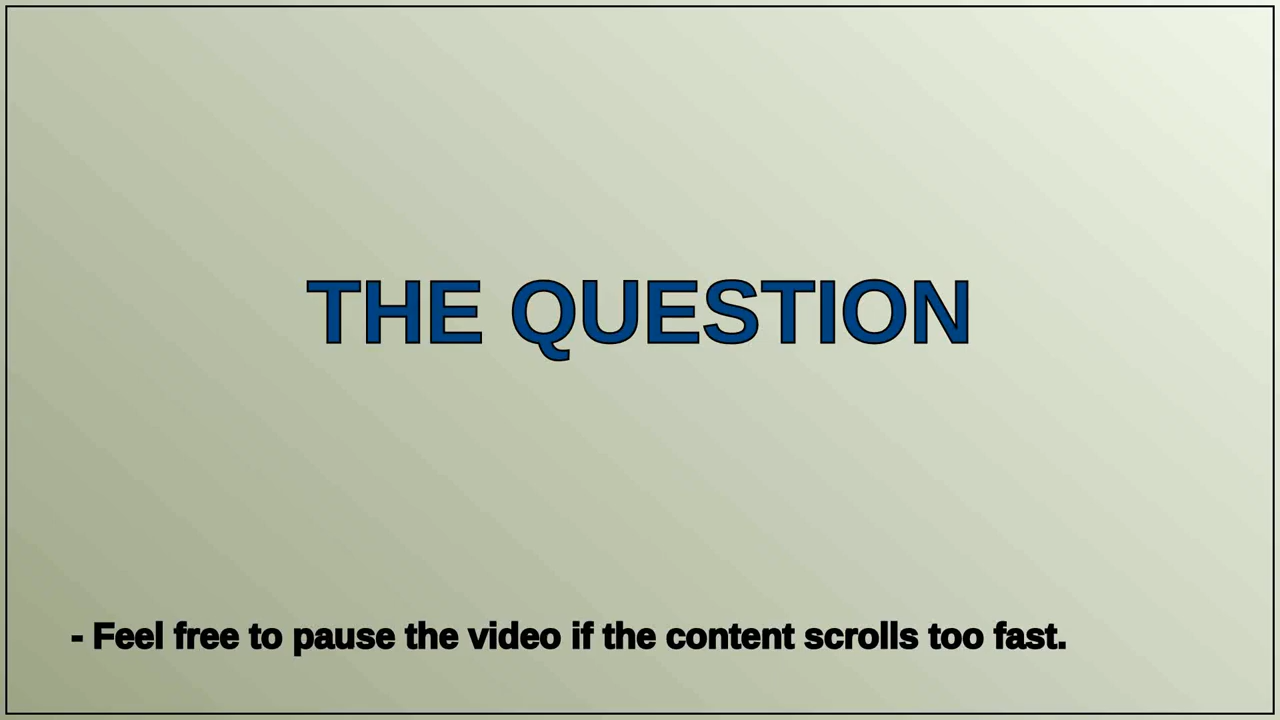 THE QUESTION
- Feel free to pause the video if the content scrolls too fast.